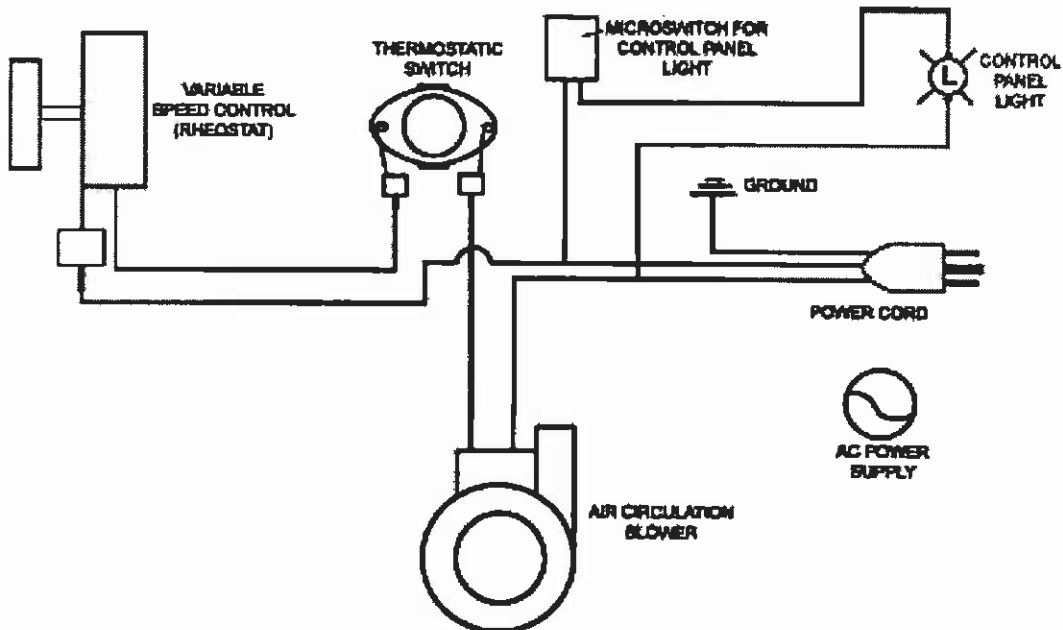 VARIABLE
SPEED CONTROL
(RHEOSTAT)
THERMOSTATIC
SWITCH
MICROSWITCH FOR
CONTROL PANEL
LIGHT
L
CONTROL
PANEL
LIGHT
GROUND
POWER CORD
AC POWER
SUPPLY
AIR CIRCULATION
BLOWER